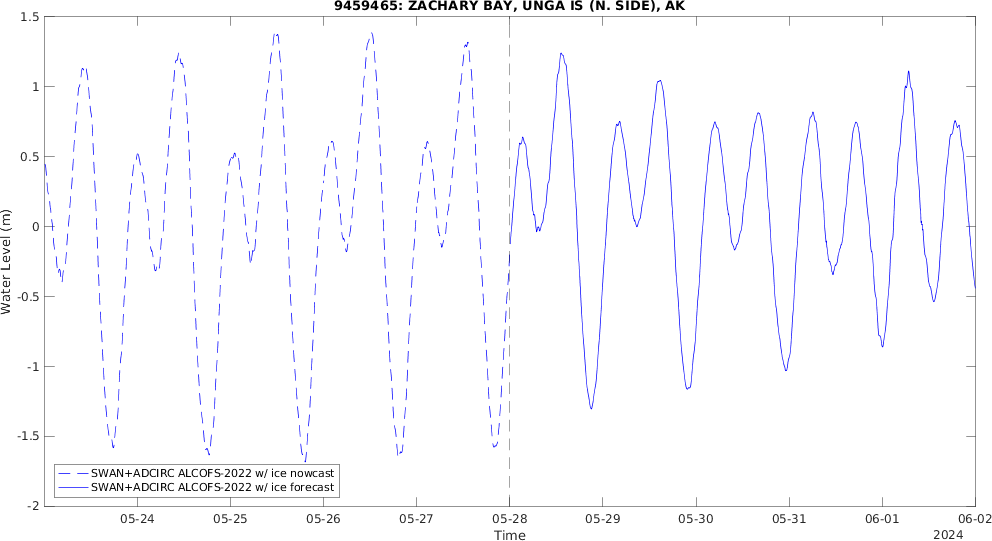 9459465: ZACHARY BAY, UNGA IS (N. SIDE), AK
1.5
1
0.5
0
-0.5
-1
-1.5
-2
Water Level (m)
SWAN+ADCIRC ALCOFS-2022 w/ ice nowcast
SWAN+ADCIRC ALCOFS-2022 w/ ice forecast
05-24 05-25 05-26 05-27 05-28 05-29 05-30 05-31 06-01 06-02
Time
2024